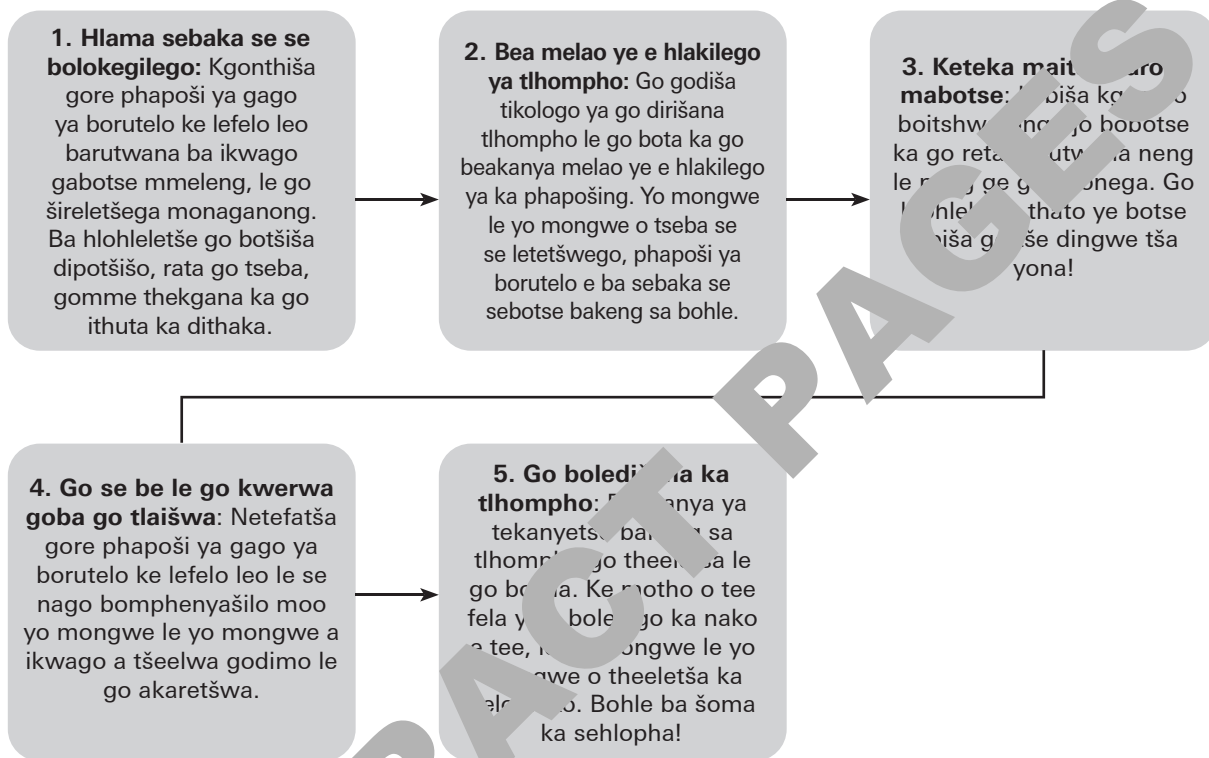 1. Hlama sebaka se se
bolokegilego: Kgonthiša
gore phapoši ya gago
ya borutelo ke lefelo leo
barutwana ba ikwago
gabotse mmeleng, le go
šireletšega monaganong.
Ba hlohleletše go botšiša
dipotšišo, rata go tseba,
gomme thekgana ka go
ithuta ka dithaka.
2. Bea melao ye e hlakilego
ya tlhompho: Go godiša
tikologo ya go dirišana
tlhompho le go bota ka go
beakanya melao ye e hlakilego
ya ka phapošing. Yo mongwe
le yo mongwe o tseba se
se letetšwego, phapoši ya
borutelo e ba sebaka se
sebotse bakeng sa bohle.
3. Keteka
mabotse:
bobotse
ka go neng
le ge Go
thato ye botse
dingwe tša
yona!
4. Go se be le go kwerwa
goba go tlaišwa: Netefatša
gore phapoši ya gago ya
borutelo ke lefelo leo le se
nago bomphenyašilo moo
yo mongwe le yo mongwe a
ikwago a tšeelwa godimo le
go akaretšwa.
5. Go ka
tlhompho: ya
sa
go le
go Ke motho o tee
fela ka nako
e tee, le yo
o theeletša ka
Bohle ba šoma
ka sehlopha!
PACT PAGES